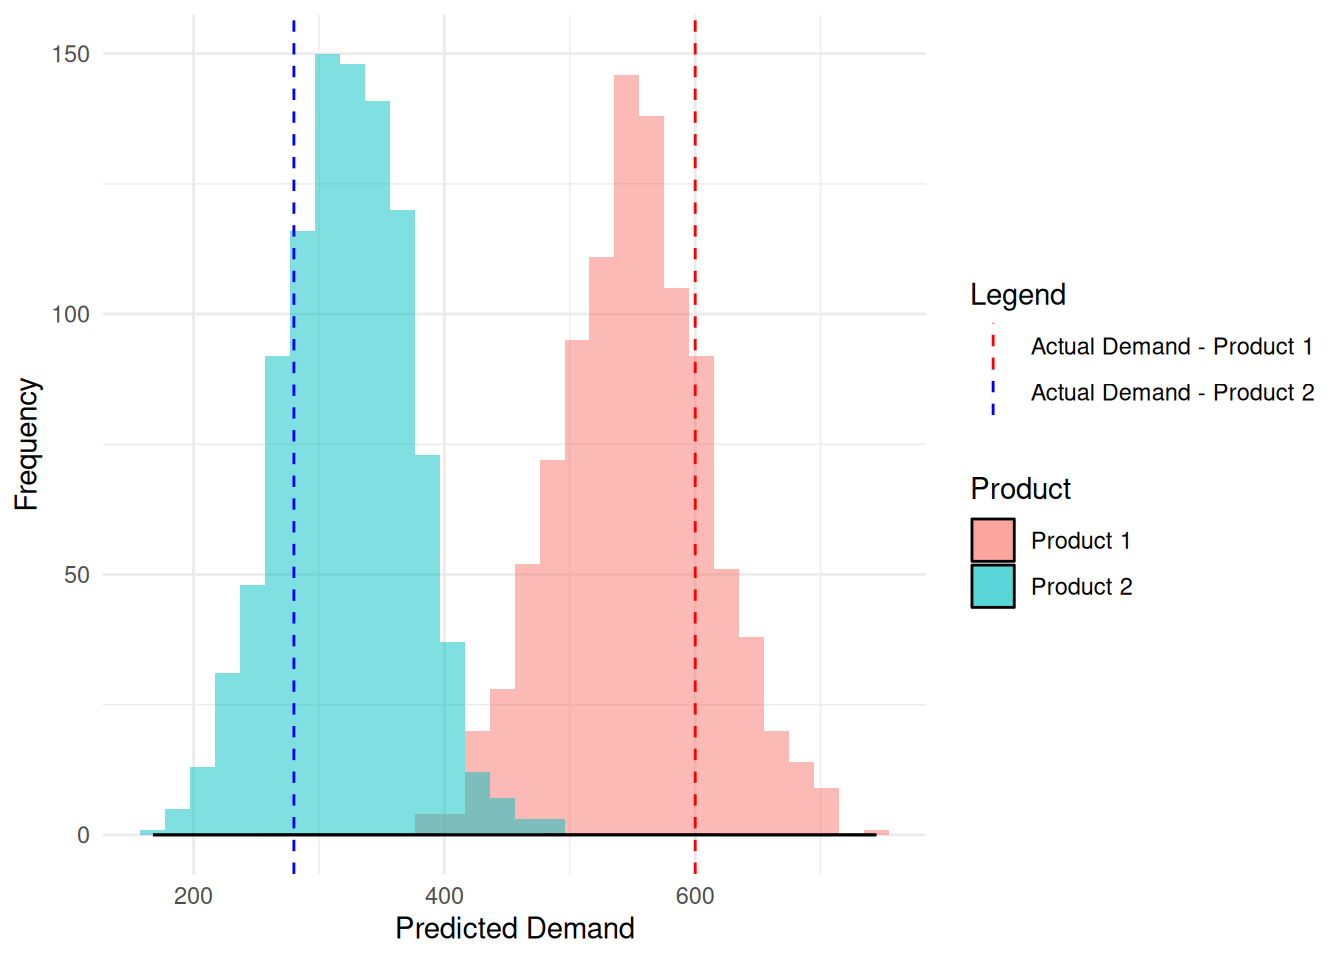 150
100
50
0
Frequency
200
400
600
Predicted Demand
Legend
Actual Demand - Product 1
Actual Demand - Product 2
Product
Product 1
Product 2